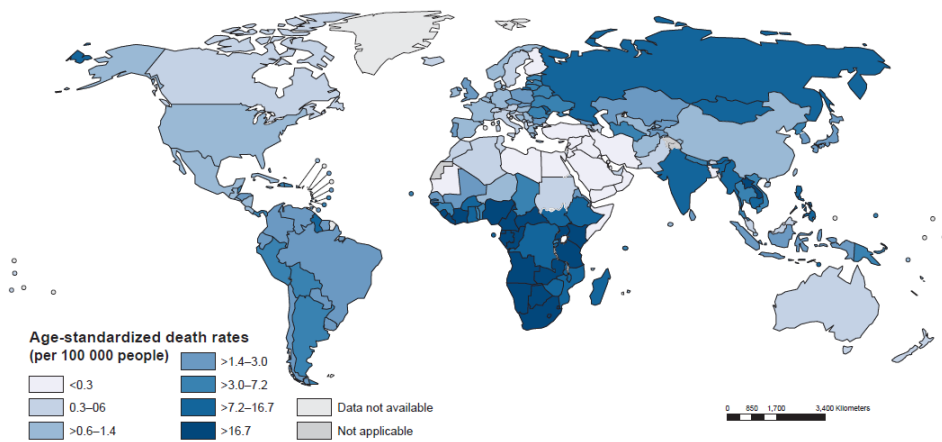 Age-standardized death rates
(per 100 000 people)
<0.3
0.3–06
>0.6–1.4
>1.4–3.0
>3.0–7.2
>7.2–16.7
>16.7
Data not available
Not applicable
0 850 1,700 3,400 Kilometers